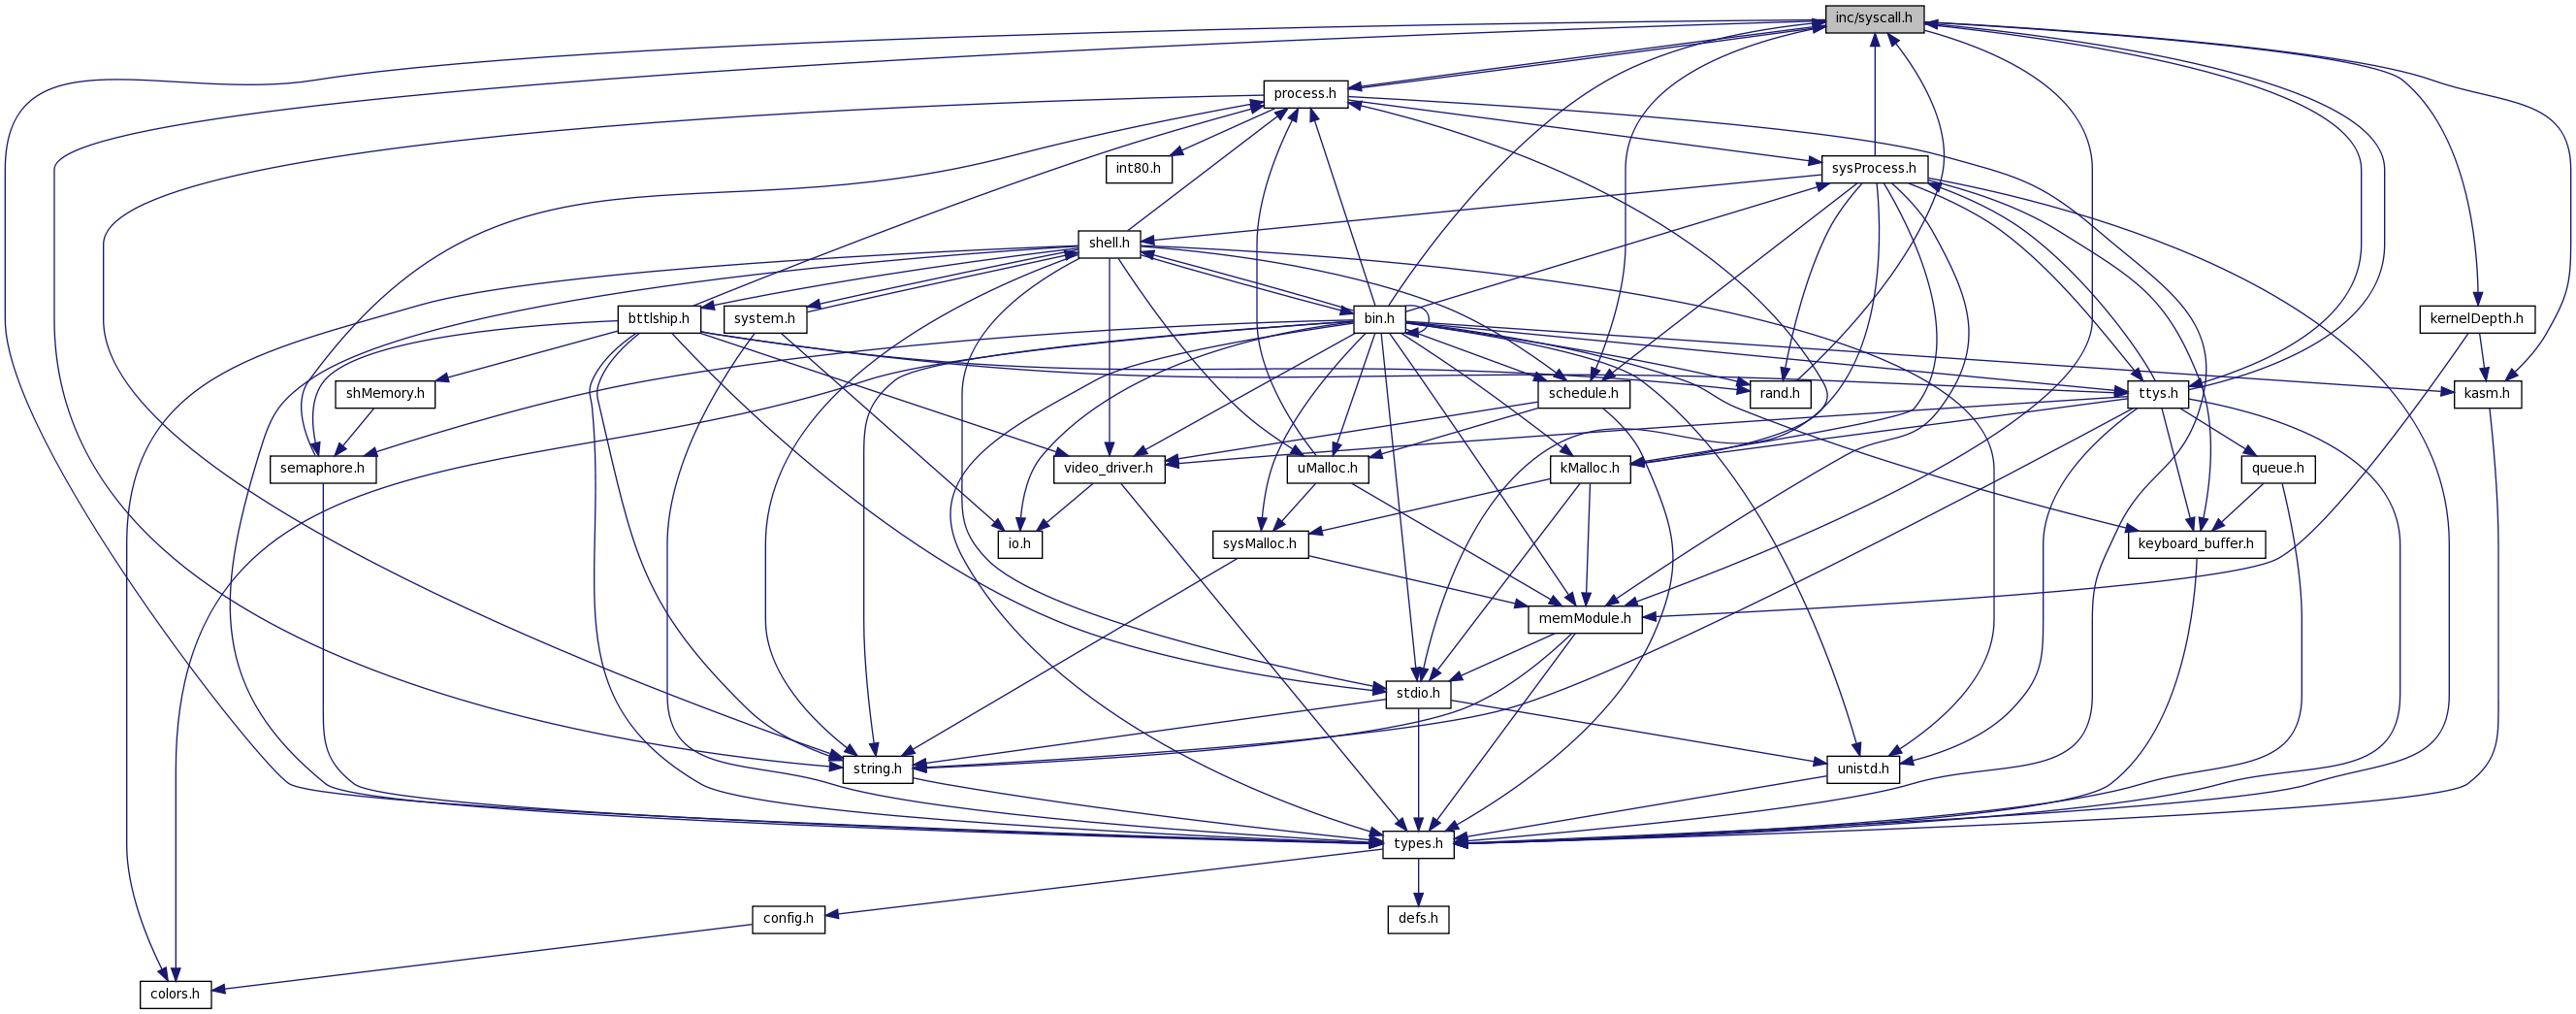 inc/syscall.h
process.h
int80.h
sysProcess.h
shell.h
bttlship.h
system.h
bin.h
kernelDepth.h
shMemory.h
schedule.h
rand.h
ttys.h
kasm.h
semaphore.h
video_driver.h
uMalloc.h
kMalloc.h
queue.h
io.h
sysMalloc.h
keyboard_buffer.h
memModule.h
stdio.h
string.h
unistd.h
types.h
config.h
defs.h
colors.h